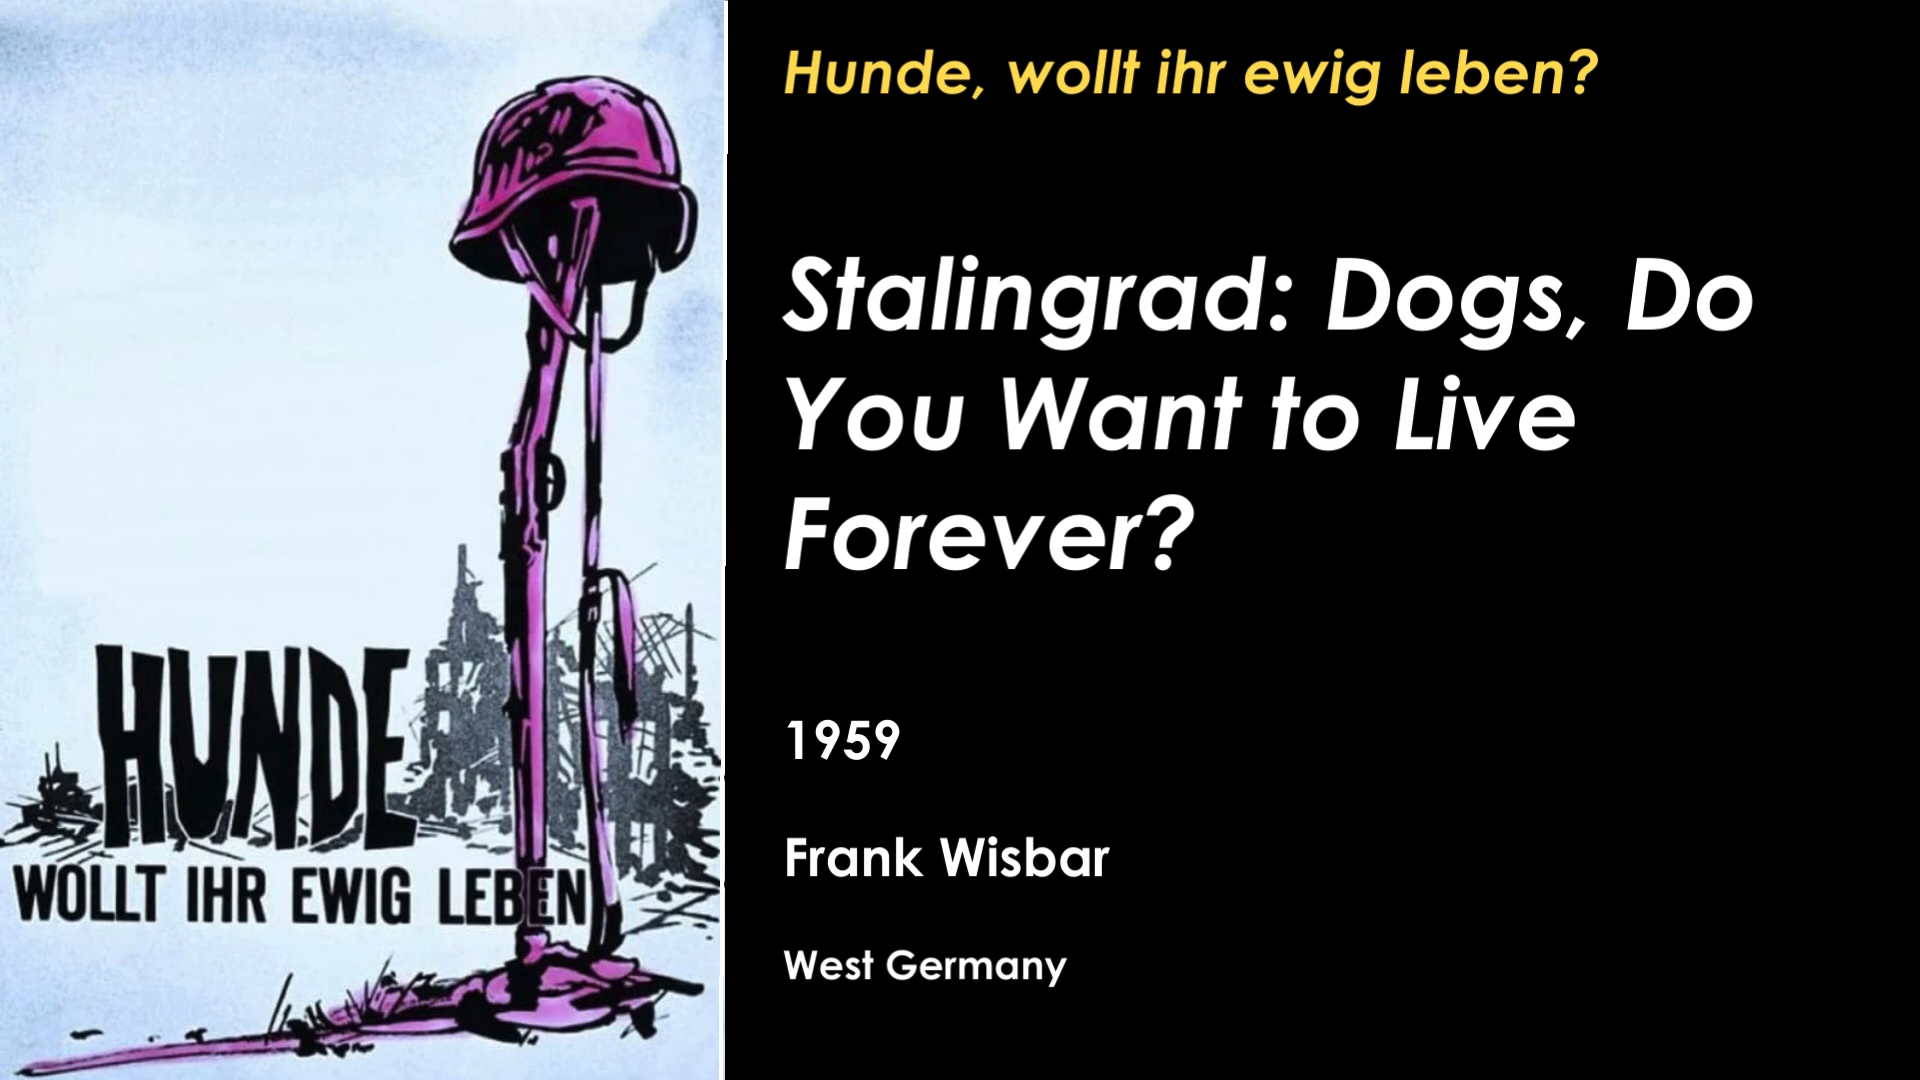 HUNDE
WOLLT IHR EWIG LEBEN
Hunde, wollt ihr ewig leben?
Stalingrad: Dogs, Do
You Want to Live
Forever?
1959
Frank Wisbar
West Germany